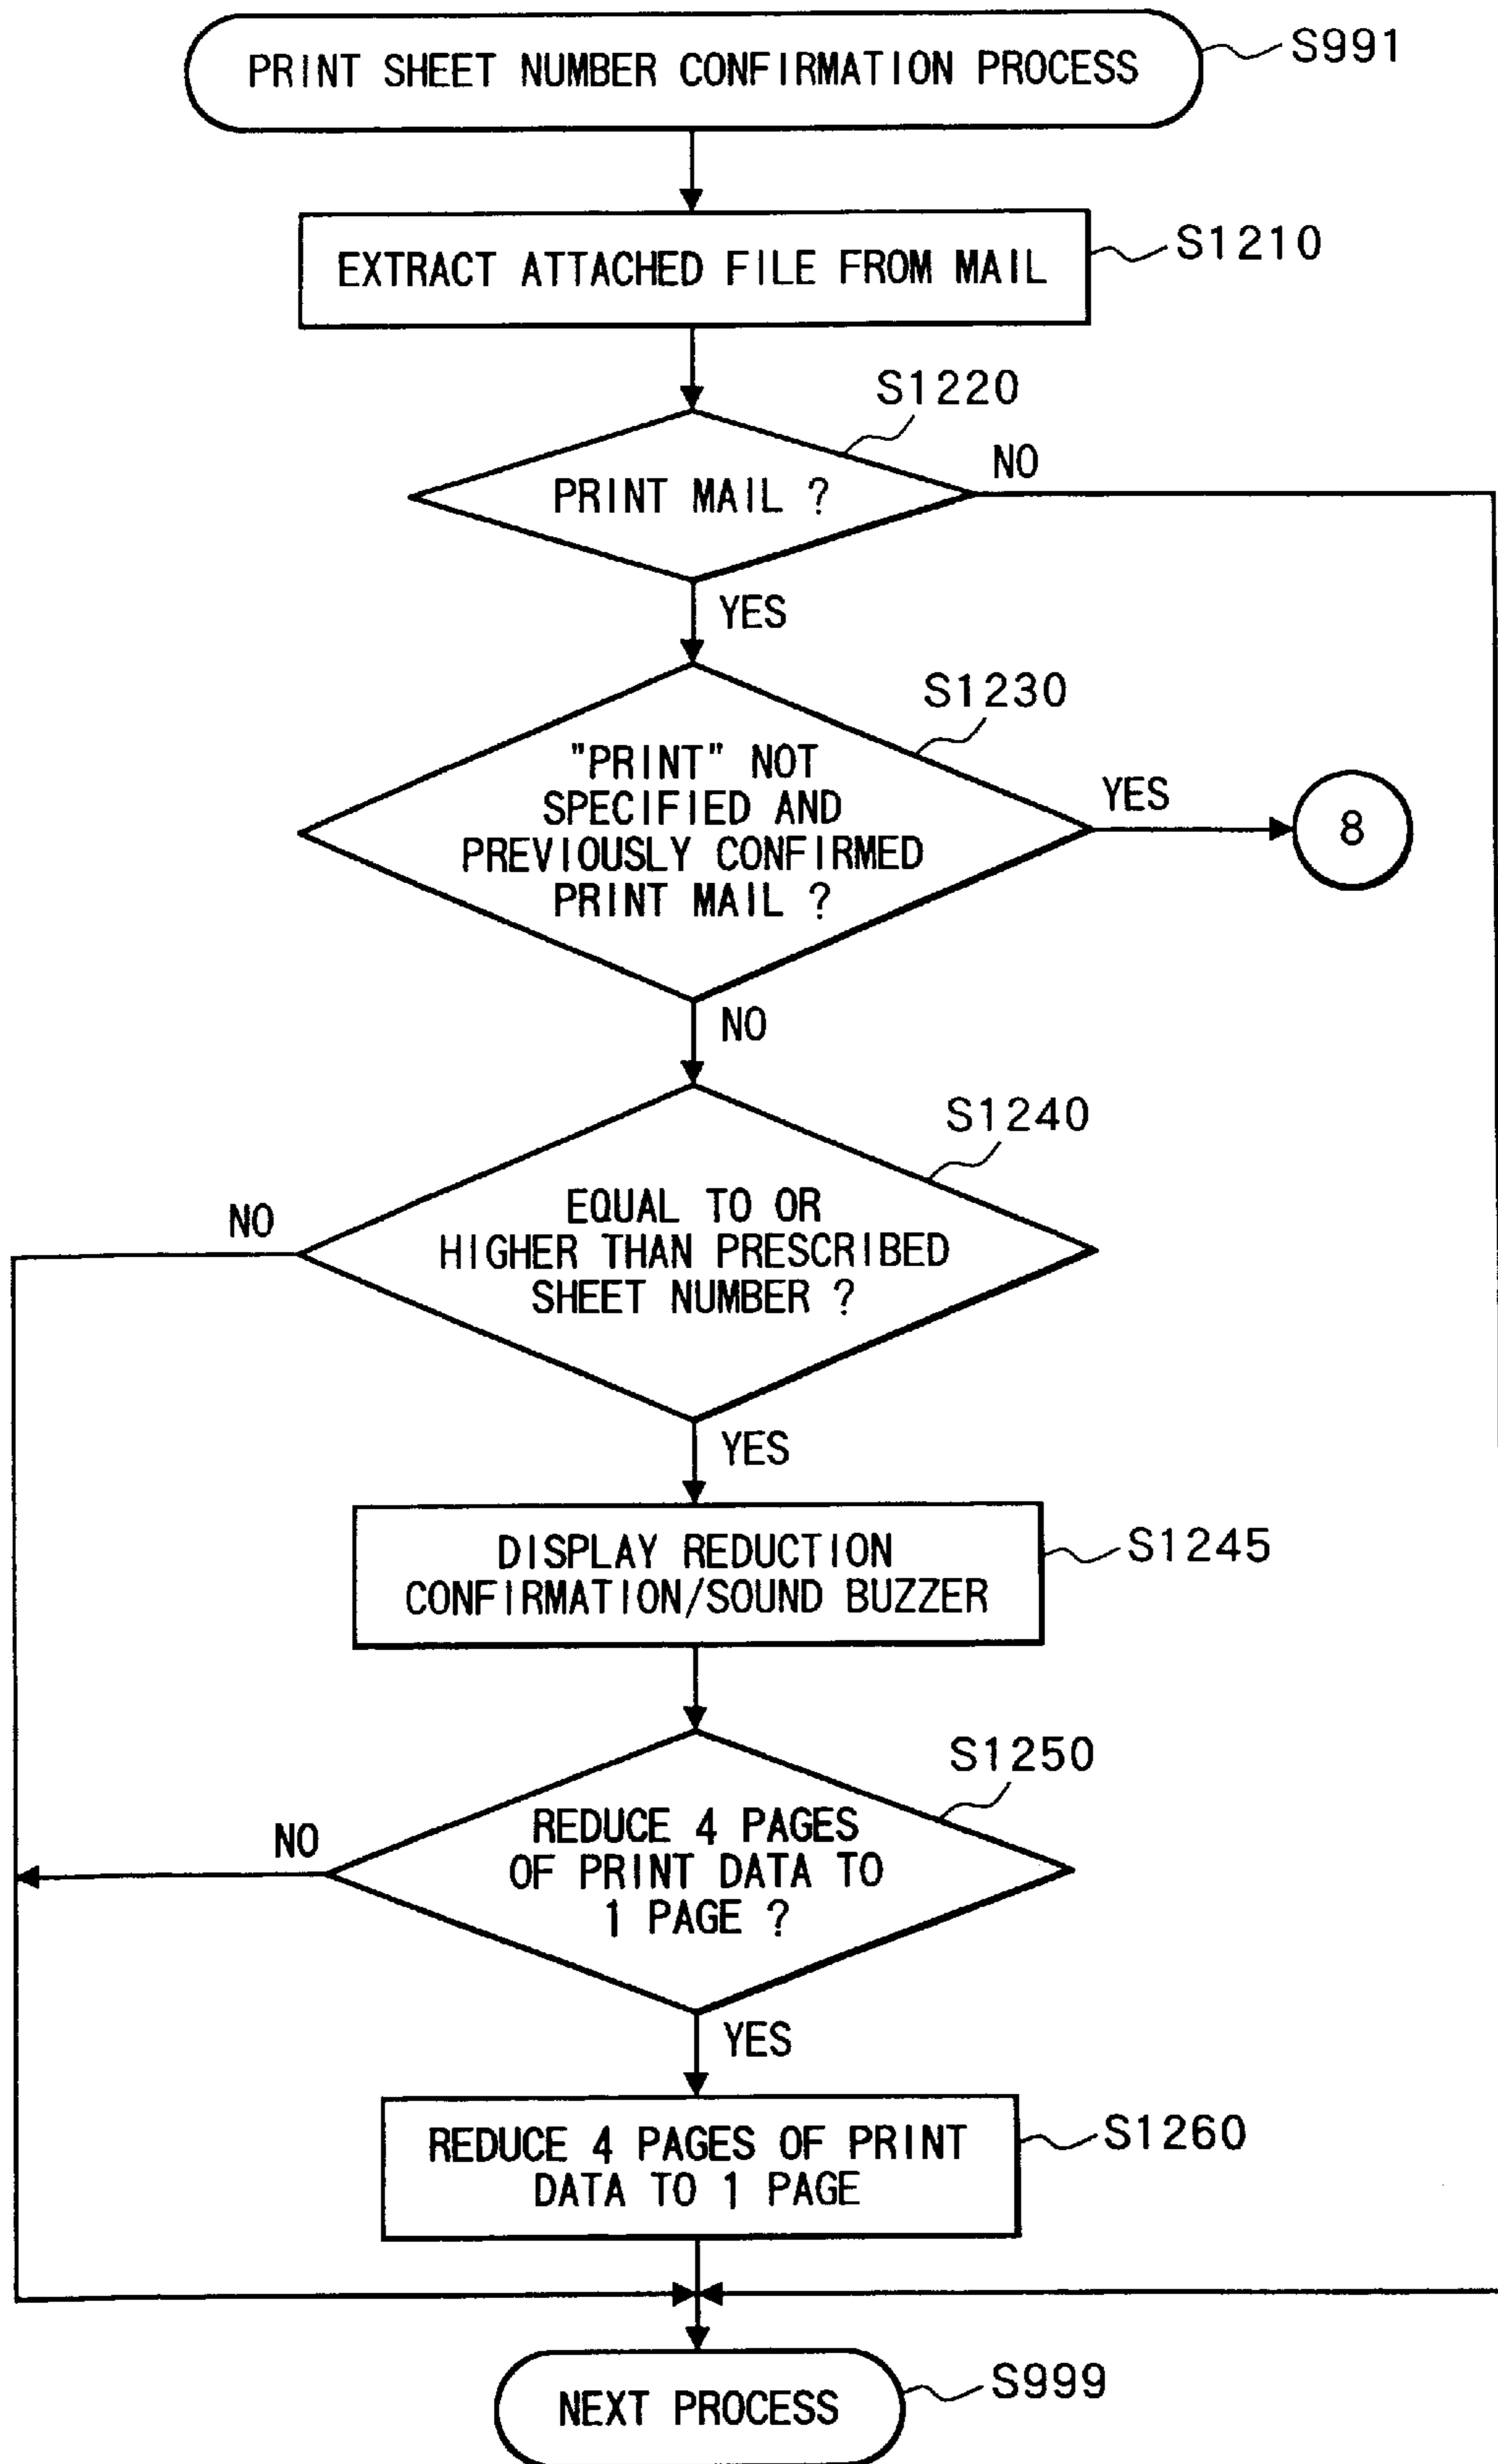 PRINT SHEET NUMBER CONFIRMATION PROCESS
S991
EXTRACT ATTACHED FILE FROM MAIL
S1210
S1220
PRINT MAIL ?
NO
YES
S1230
"PRINT" NOT
SPECIFIED AND
PREVIOUSLY CONFIRMED
PRINT MAIL ?
YES
8
NO
S1240
EQUAL TO OR
HIGHER THAN PRESCRIBED
SHEET NUMBER ?
NO
YES
DISPLAY REDUCTION
CONFIRMATION/SOUND BUZZER
S1245
S1250
REDUCE 4 PAGES
OF PRINT DATA TO
1 PAGE ?
NO
YES
REDUCE 4 PAGES OF PRINT
DATA TO 1 PAGE
S1260
NEXT PROCESS
S999